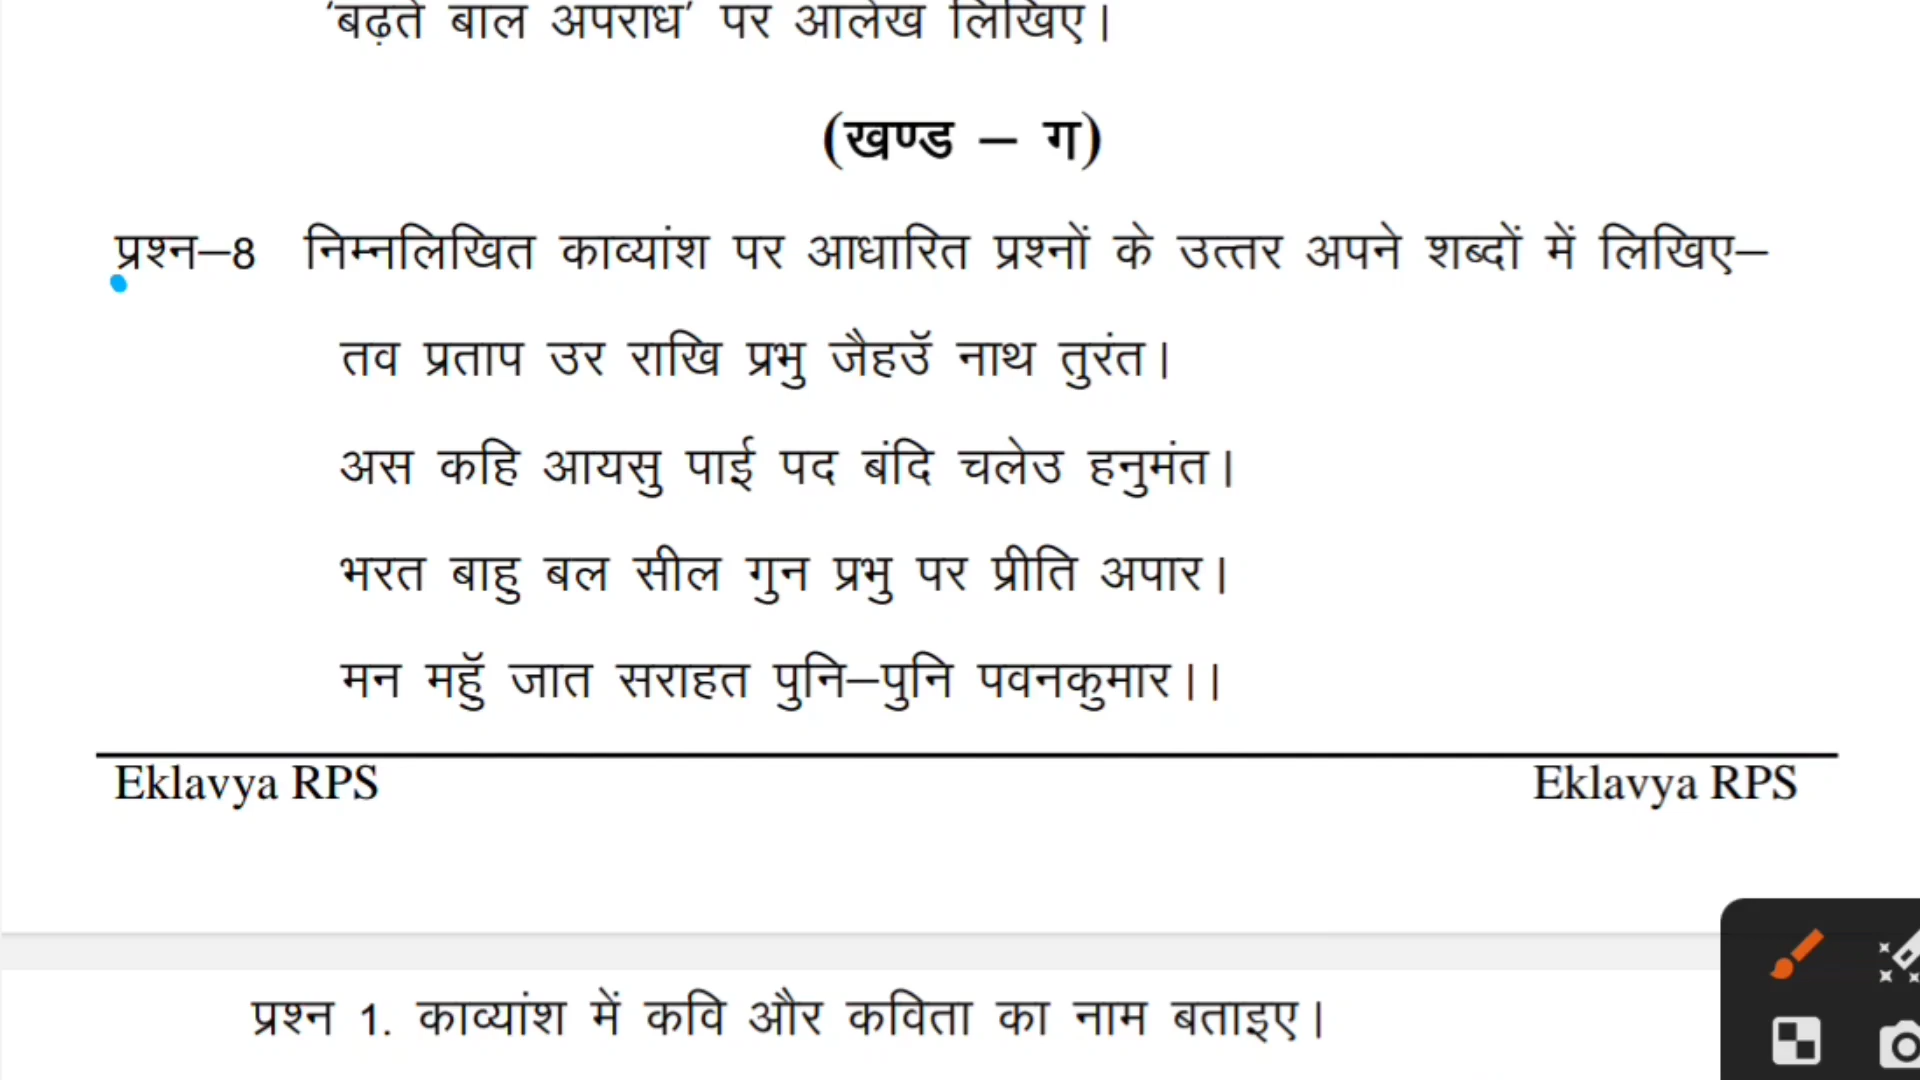 ‘बढ़ते बाल अपराध’ पर आलेख लिखिए।
(खण्ड – ग)
प्रश्न–8 निम्नलिखित काव्यांश पर आधारित प्रश्नों के उत्तर अपने शब्दों में लिखिए–
तव प्रताप उर राखि प्रभु जैहउॅ नाथ तुरंत।
अस कहि आयसु पाई पद बंदि चलेउ हनुमंत।
भरत बाहु बल सील गुन प्रभु पर प्रीति अपार।
मन महुॅ जात सराहत पुनि–पुनि पवनकुमार।।
Eklavya RPS Eklavya RPS
प्रश्न 1. काव्यांश में कवि और कविता का नाम बताइए।